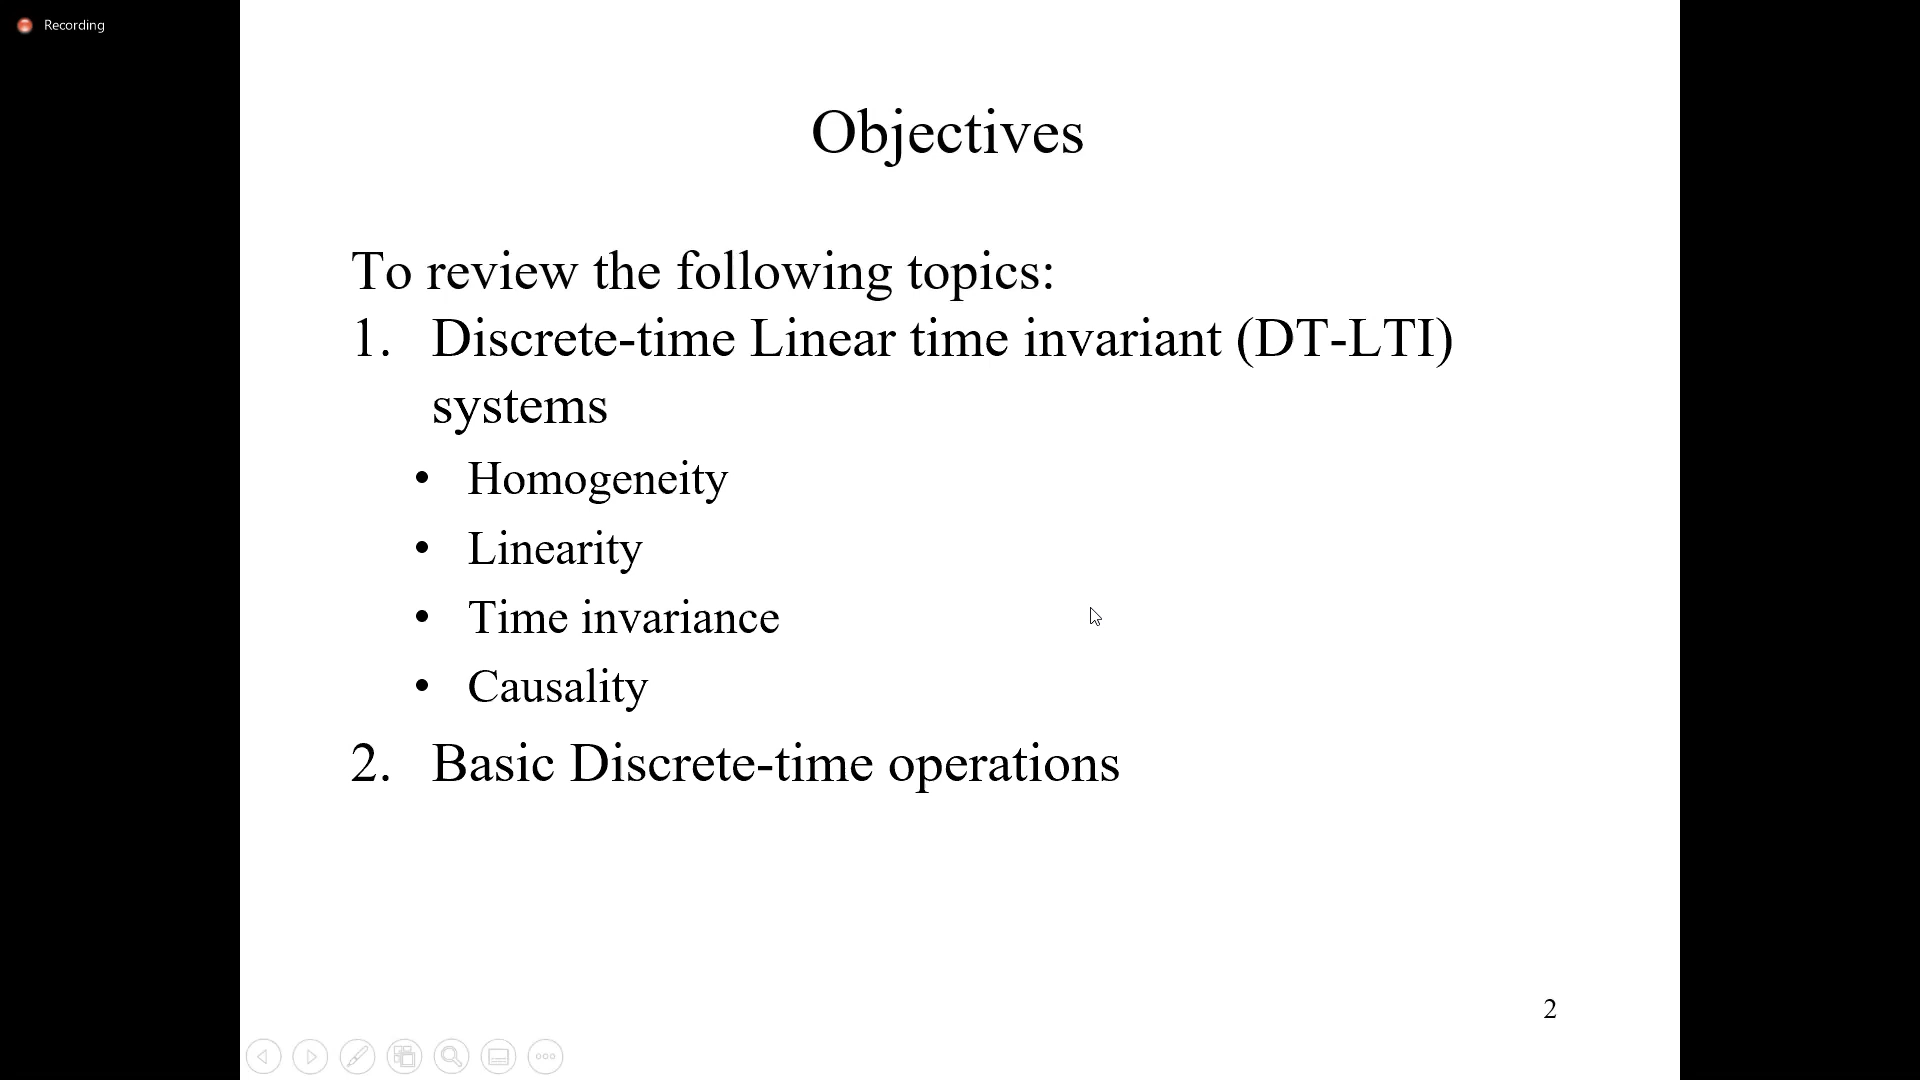 Recording
Objectives
To review the following topics:
1. Discrete-time Linear time invariant (DT-LTI)
systems
• Homogeneity
• Linearity
• Time invariance
• Causality
2. Basic Discrete-time operations
2